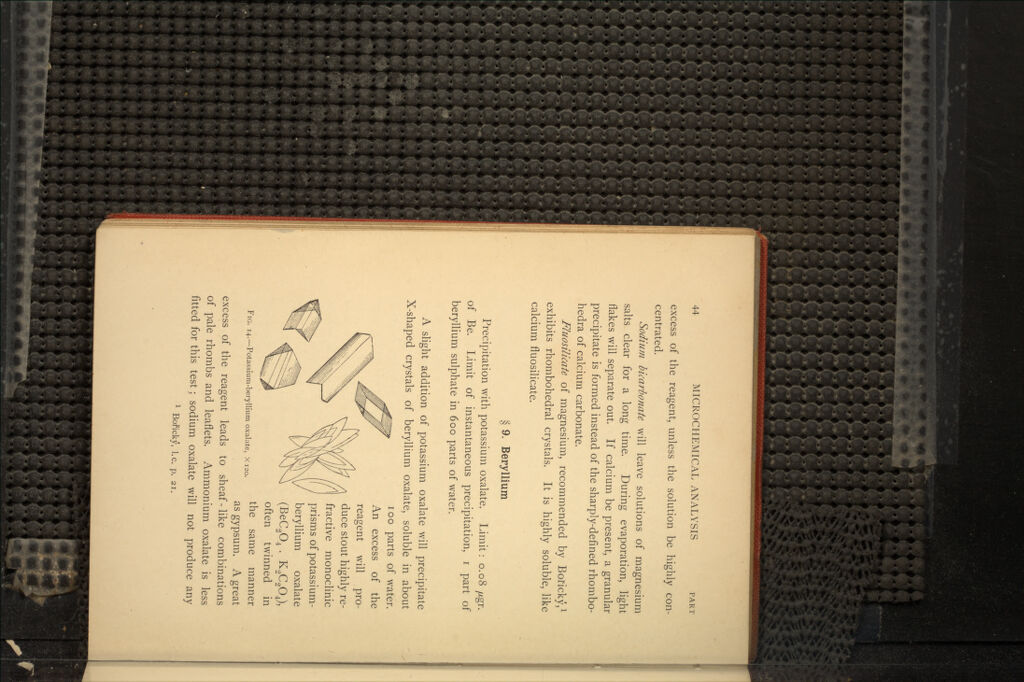 44 MICROCHEMICAL ANALYSIS PART
excess of the reagent, unless the solution be highly con-
centrated.
Sodium bicarbonate will leave solutions of magnesium
salts clear for a long time. During evaporation, light
flakes will separate out. If calcium be present, a granular
precipitate is formed instead of the sharply-defined rhombo-
hedra of calcium carbonate.
Fluosilicate of magnesium, recommended by Bořický,¹
exhibits rhombohedral crystals. It is highly soluble, like
calcium fluosilicate.
§ 9. Beryllium
Precipitation with potassium oxalate. Limit: 0.08 μgr.
of Be. Limit of instantaneous precipitation, 1 part of
beryllium sulphate in 600 parts of water.
A slight addition of potassium oxalate will precipitate
X-shaped crystals of beryllium oxalate, soluble in about
100 parts of water.
An excess of the
reagent will pro-
duce stout highly re-
fractive monoclinic
prisms of potassium-
beryllium oxalate
(BeC₂O₄ . K₂C₂O₄),
often twinned in
the same manner
as gypsum. A great
FIG. 14.—Potassium-beryllium oxalate, × 120.
excess of the reagent leads to sheaf-like combinations
of pale rhombs and leaflets. Ammonium oxalate is less
fitted for this test; sodium oxalate will not produce any
¹ Bořický, l.c. p. 21.